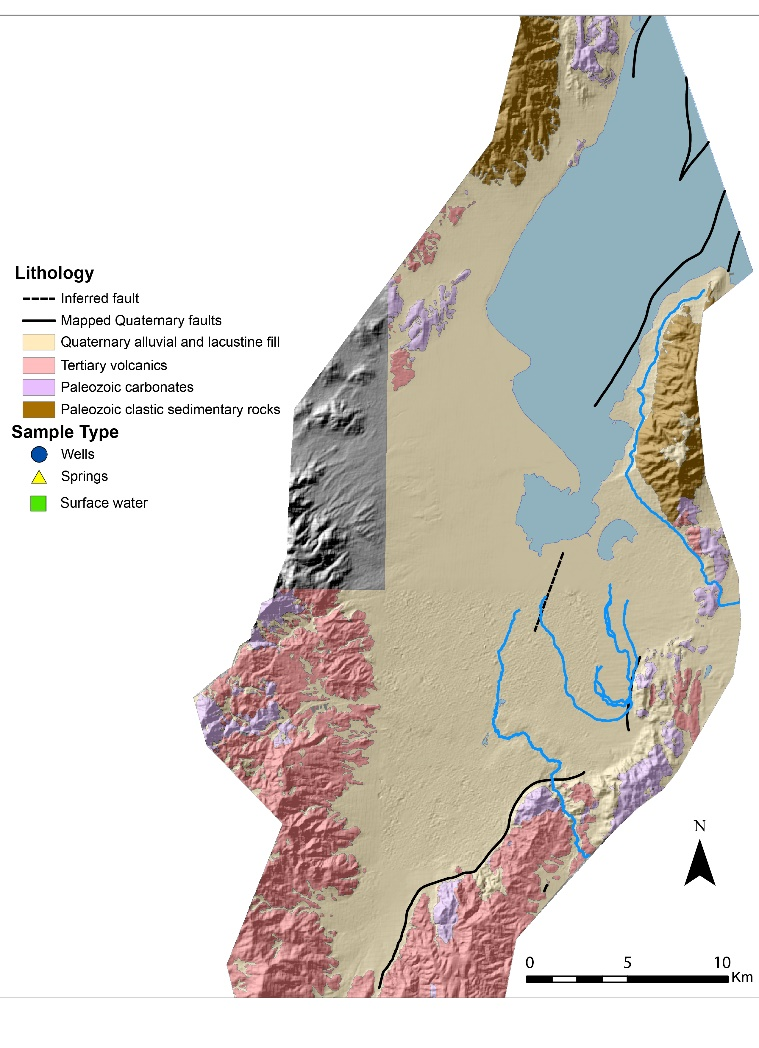 Lithology
Inferred fault
Mapped Quaternary faults
Quaternary alluvial and lacustine fill
Tertiary volcanics
Paleozoic carbonates
Paleozoic clastic sedimentary rocks
Sample Type
Wells
Springs
Surface water
N
0 5 10
Km